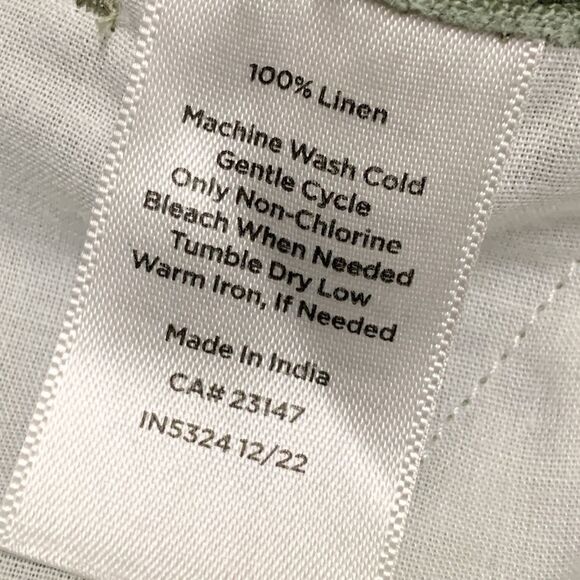 100% Linen
Machine Wash Cold
Gentle Cycle
Only Non-Chlorine
Bleach When Needed
Tumble Dry Low
Warm Iron, If Needed
Made In India
CA# 23147
IN5324 12/22